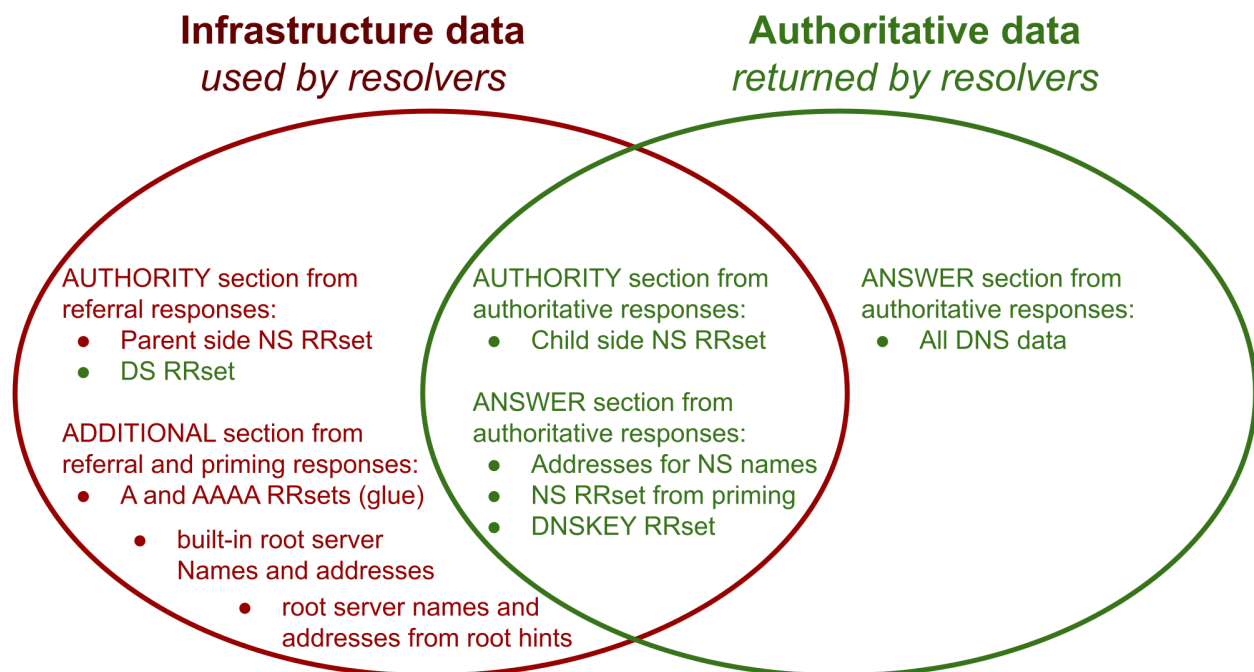 Infrastructure data
used by resolvers
Authoritative data
returned by resolvers
AUTHORITY section from
referral responses:
● Parent side NS RRset
● DS RRset
ADDITIONAL section from
referral and priming responses:
● A and AAAA RRsets (glue)
● built-in root server
Names and addresses
● root server names and
addresses from root hints
AUTHORITY section from
authoritative responses:
● Child side NS RRset
ANSWER section from
authoritative responses:
● Addresses for NS names
● NS RRset from priming
● DNSKEY RRset
ANSWER section from
authoritative responses:
● All DNS data